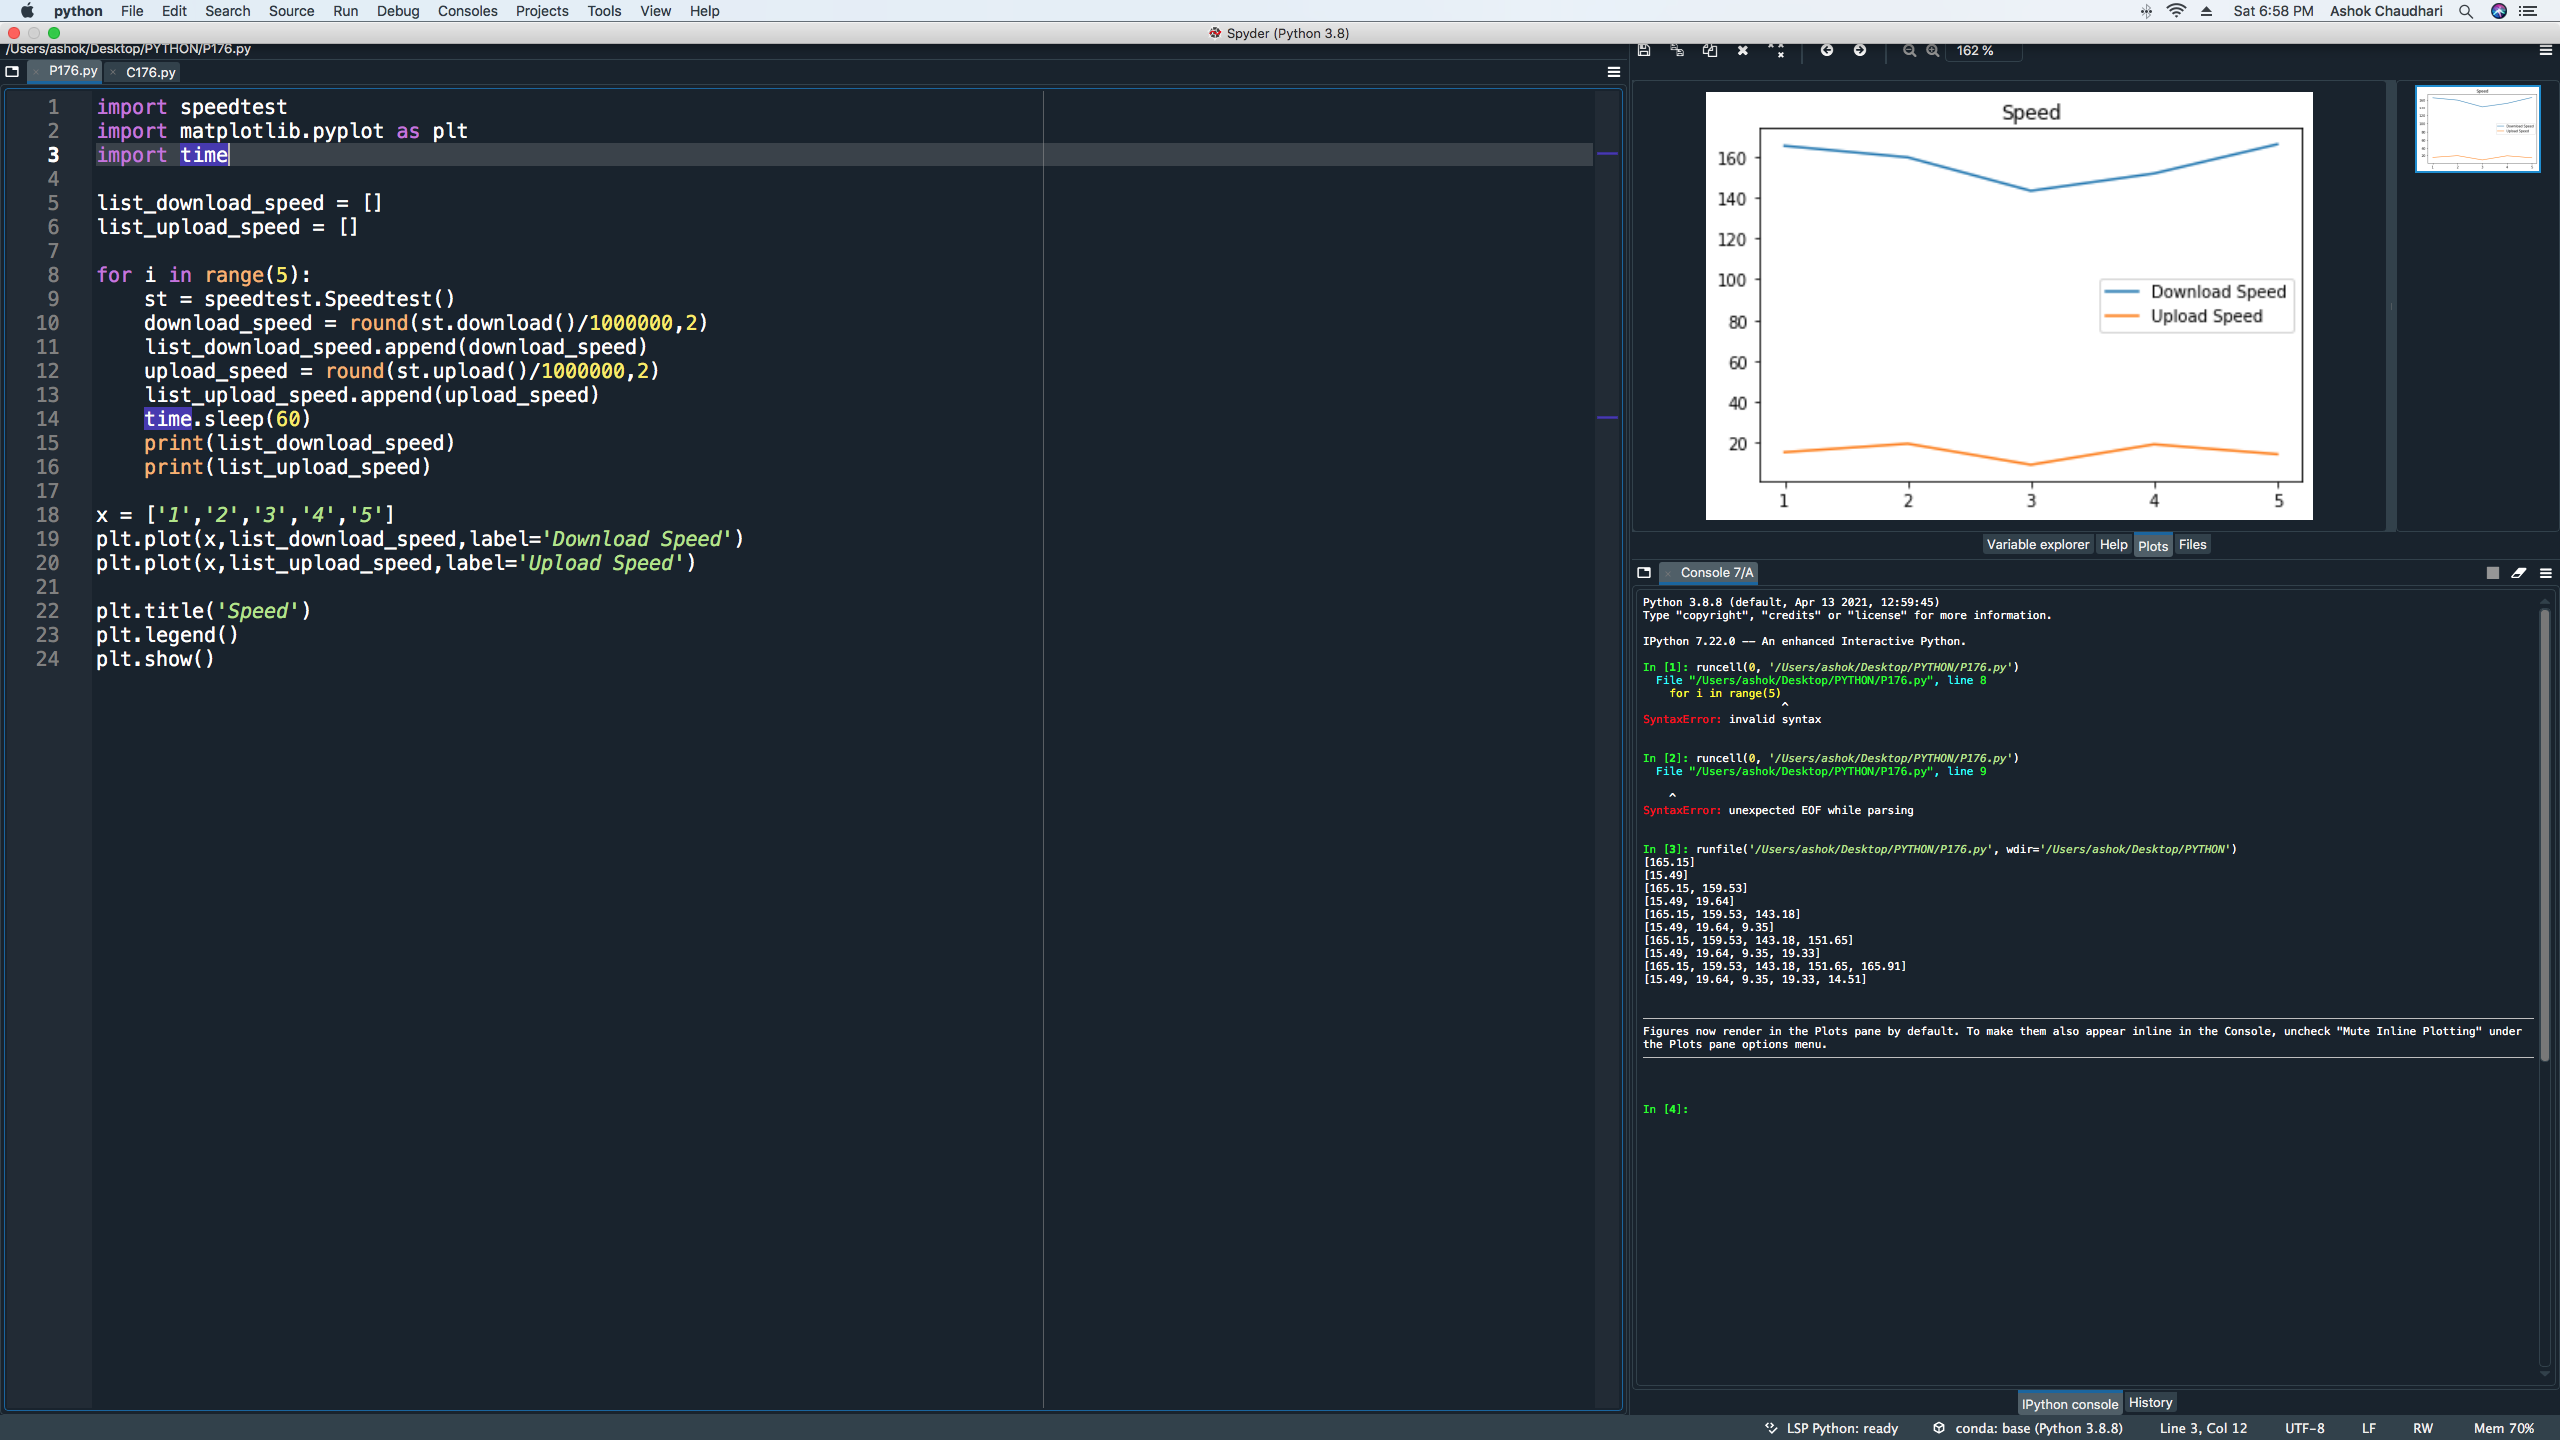 python File Edit Search Source Run Debug Consoles Projects Tools View Help
Sat 6:58 PM Ashok Chaudhari
Spyder (Python 3.8)
/Users/ashok/Desktop/PYTHON/P176.py
P176.py C176.py
1 import speedtest
2 import matplotlib.pyplot as plt
3 import time
4
5 list_download_speed = []
6 list_upload_speed = []
7
8 for i in range(5):
9 st = speedtest.Speedtest()
10 download_speed = round(st.download()/1000000,2)
11 list_download_speed.append(download_speed)
12 upload_speed = round(st.upload()/1000000,2)
13 list_upload_speed.append(upload_speed)
14 time.sleep(60)
15 print(list_download_speed)
16 print(list_upload_speed)
17
18 x = ['1','2','3','4','5']
19 plt.plot(x,list_download_speed,label='Download Speed')
20 plt.plot(x,list_upload_speed,label='Upload Speed')
21
22 plt.title('Speed')
23 plt.legend()
24 plt.show()
162 %
Speed
160
140
120
100
80
60
40
20
Download Speed
Upload Speed
1 2 3 4 5
Variable explorer Help Plots Files
Console 7/A
Python 3.8.8 (default, Apr 13 2021, 12:59:45)
Type "copyright", "credits" or "license" for more information.
IPython 7.22.0 -- An enhanced Interactive Python.
In [1]: runcell(0, '/Users/ashok/Desktop/PYTHON/P176.py')
File "/Users/ashok/Desktop/PYTHON/P176.py", line 8
for i in range(5)
^
SyntaxError: invalid syntax
In [2]: runcell(0, '/Users/ashok/Desktop/PYTHON/P176.py')
File "/Users/ashok/Desktop/PYTHON/P176.py", line 9
^
SyntaxError: unexpected EOF while parsing
In [3]: runfile('/Users/ashok/Desktop/PYTHON/P176.py', wdir='/Users/ashok/Desktop/PYTHON')
[165.15]
[15.49]
[165.15, 159.53]
[15.49, 19.64]
[165.15, 159.53, 143.18]
[15.49, 19.64, 9.35]
[165.15, 159.53, 143.18, 151.65]
[15.49, 19.64, 9.35, 19.33]
[165.15, 159.53, 143.18, 151.65, 165.91]
[15.49, 19.64, 9.35, 19.33, 14.51]
Figures now render in the Plots pane by default. To make them also appear inline in the Console, uncheck "Mute Inline Plotting" under
the Plots pane options menu.
In [4]:
IPython console History
LSP Python: ready conda: base (Python 3.8.8) Line 3, Col 12 UTF-8 LF RW Mem 70%